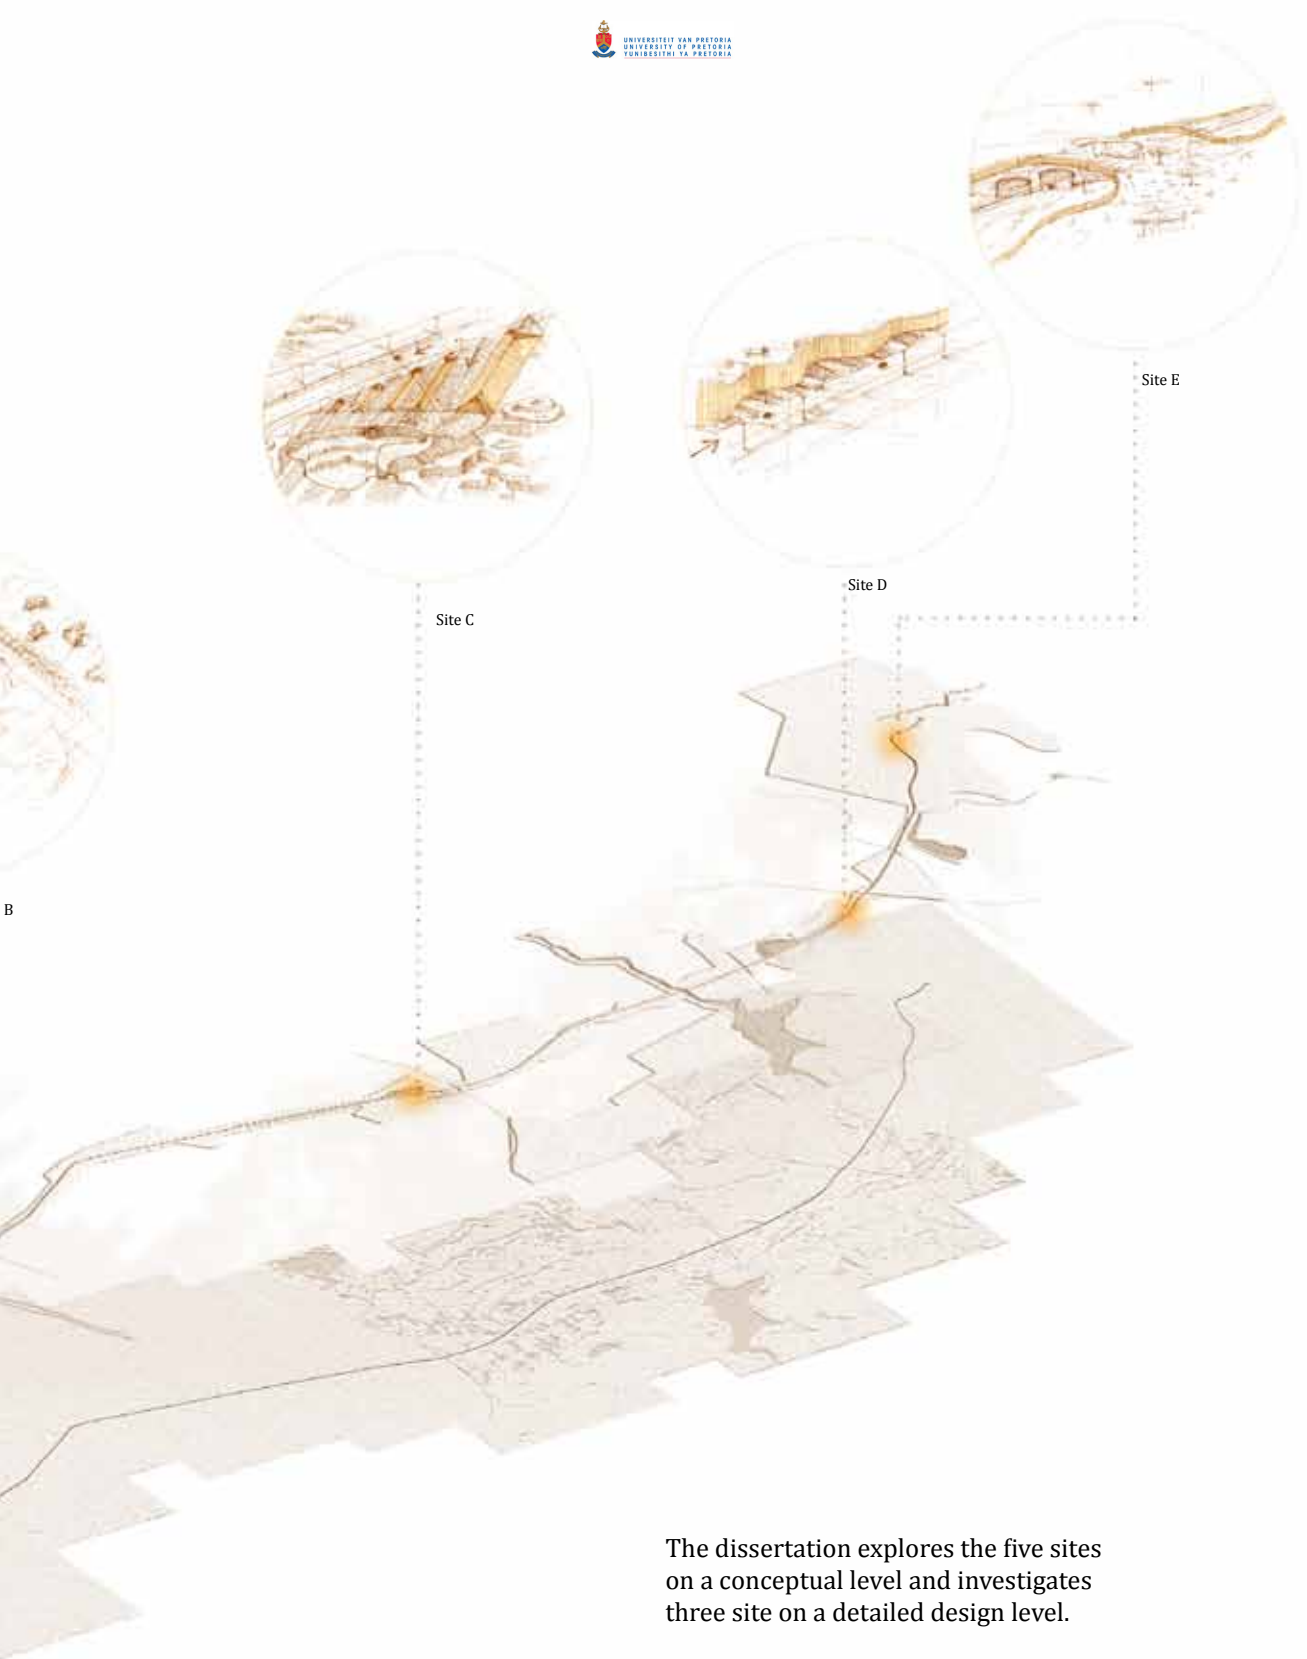 UNIVERSITEIT VAN PRETORIA
UNIVERSITY OF PRETORIA
YUNIBESITHI YA PRETORIA
Site E
Site D
Site C
B
The dissertation explores the five sites
on a conceptual level and investigates
three site on a detailed design level.